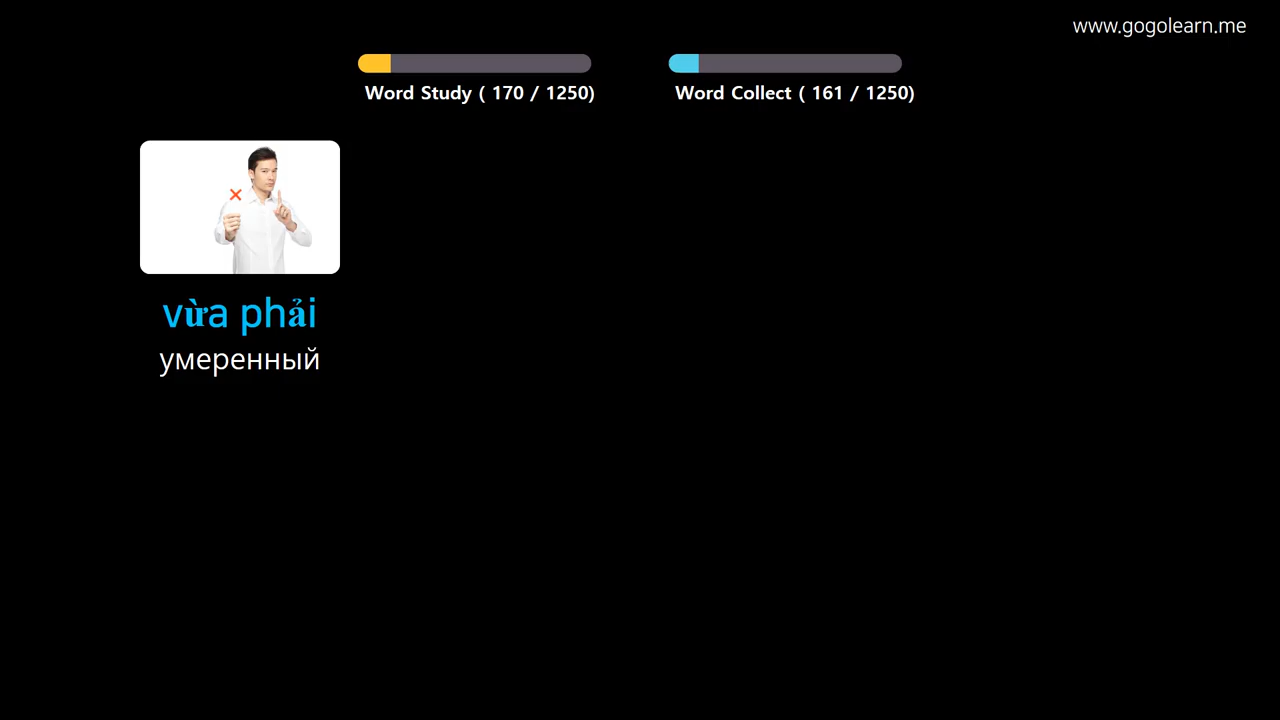 www.gogolearn.me
Word Study ( 170 / 1250)
Word Collect ( 161 / 1250)
vừa phải
умеренный